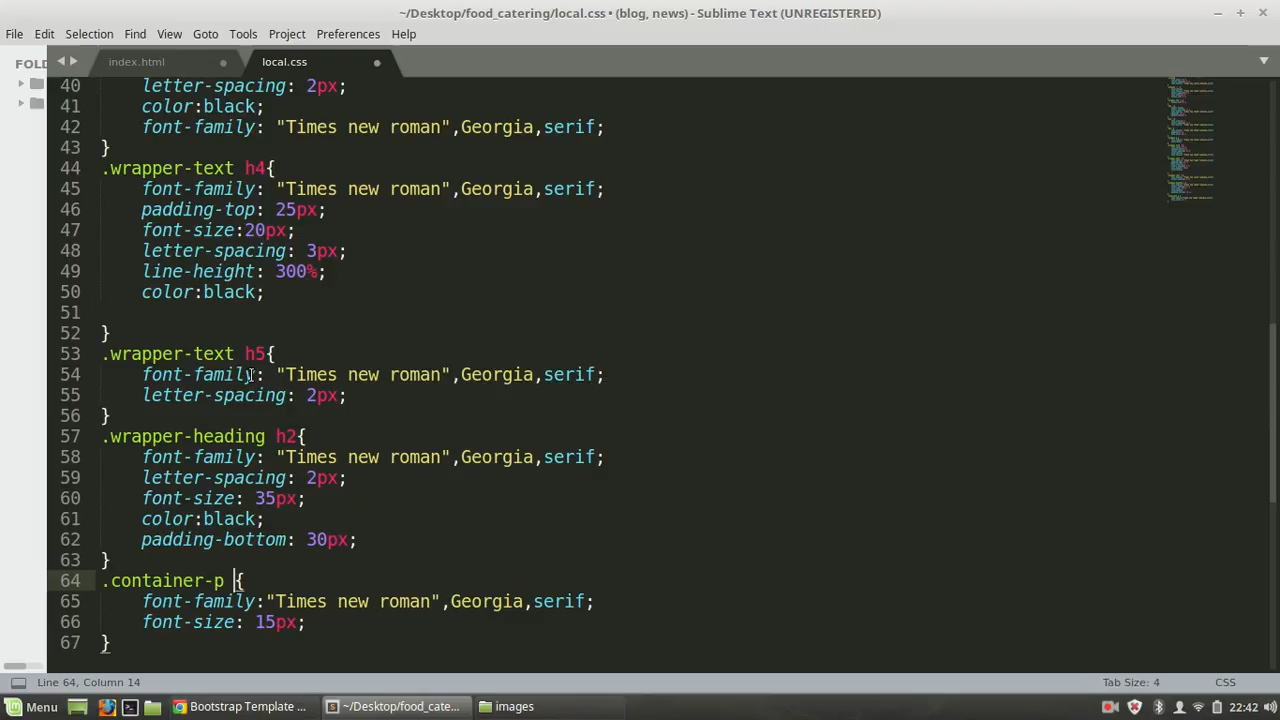 ~/Desktop/food_catering/local.css • (blog, news) - Sublime Text (UNREGISTERED)
File Edit Selection Find View Goto Tools Project Preferences Help
FOLD
index.html
local.css
40 letter-spacing: 2px;
41 color:black;
42 font-family: "Times new roman",Georgia,serif;
43 }
44 .wrapper-text h4{
45 font-family: "Times new roman",Georgia,serif;
46 padding-top: 25px;
47 font-size:20px;
48 letter-spacing: 3px;
49 line-height: 300%;
50 color:black;
51
52 }
53 .wrapper-text h5{
54 font-family: "Times new roman",Georgia,serif;
55 letter-spacing: 2px;
56 }
57 .wrapper-heading h2{
58 font-family: "Times new roman",Georgia,serif;
59 letter-spacing: 2px;
60 font-size: 35px;
61 color:black;
62 padding-bottom: 30px;
63 }
64 .container-p {
65 font-family:"Times new roman",Georgia,serif;
66 font-size: 15px;
67 }
Line 64, Column 14 Tab Size: 4 CSS
Menu Bootstrap Template ... ~/Desktop/food_cate... images 22:42